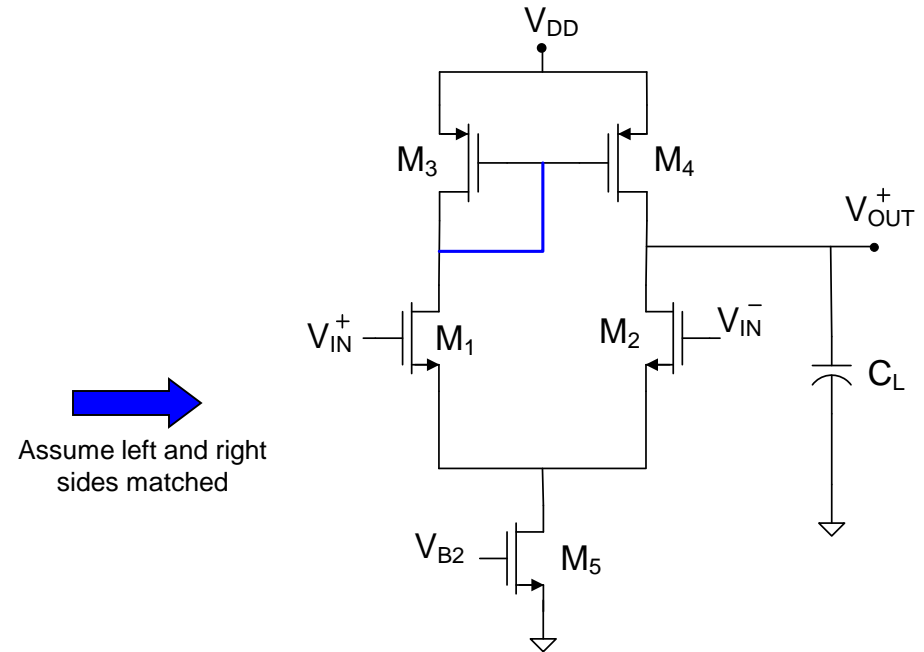 V_DD
M_3
M_4
V_OUT^+
V_IN^+
M_1
M_2
V_IN^−
C_L
Assume left and right
sides matched
V_B2
M_5